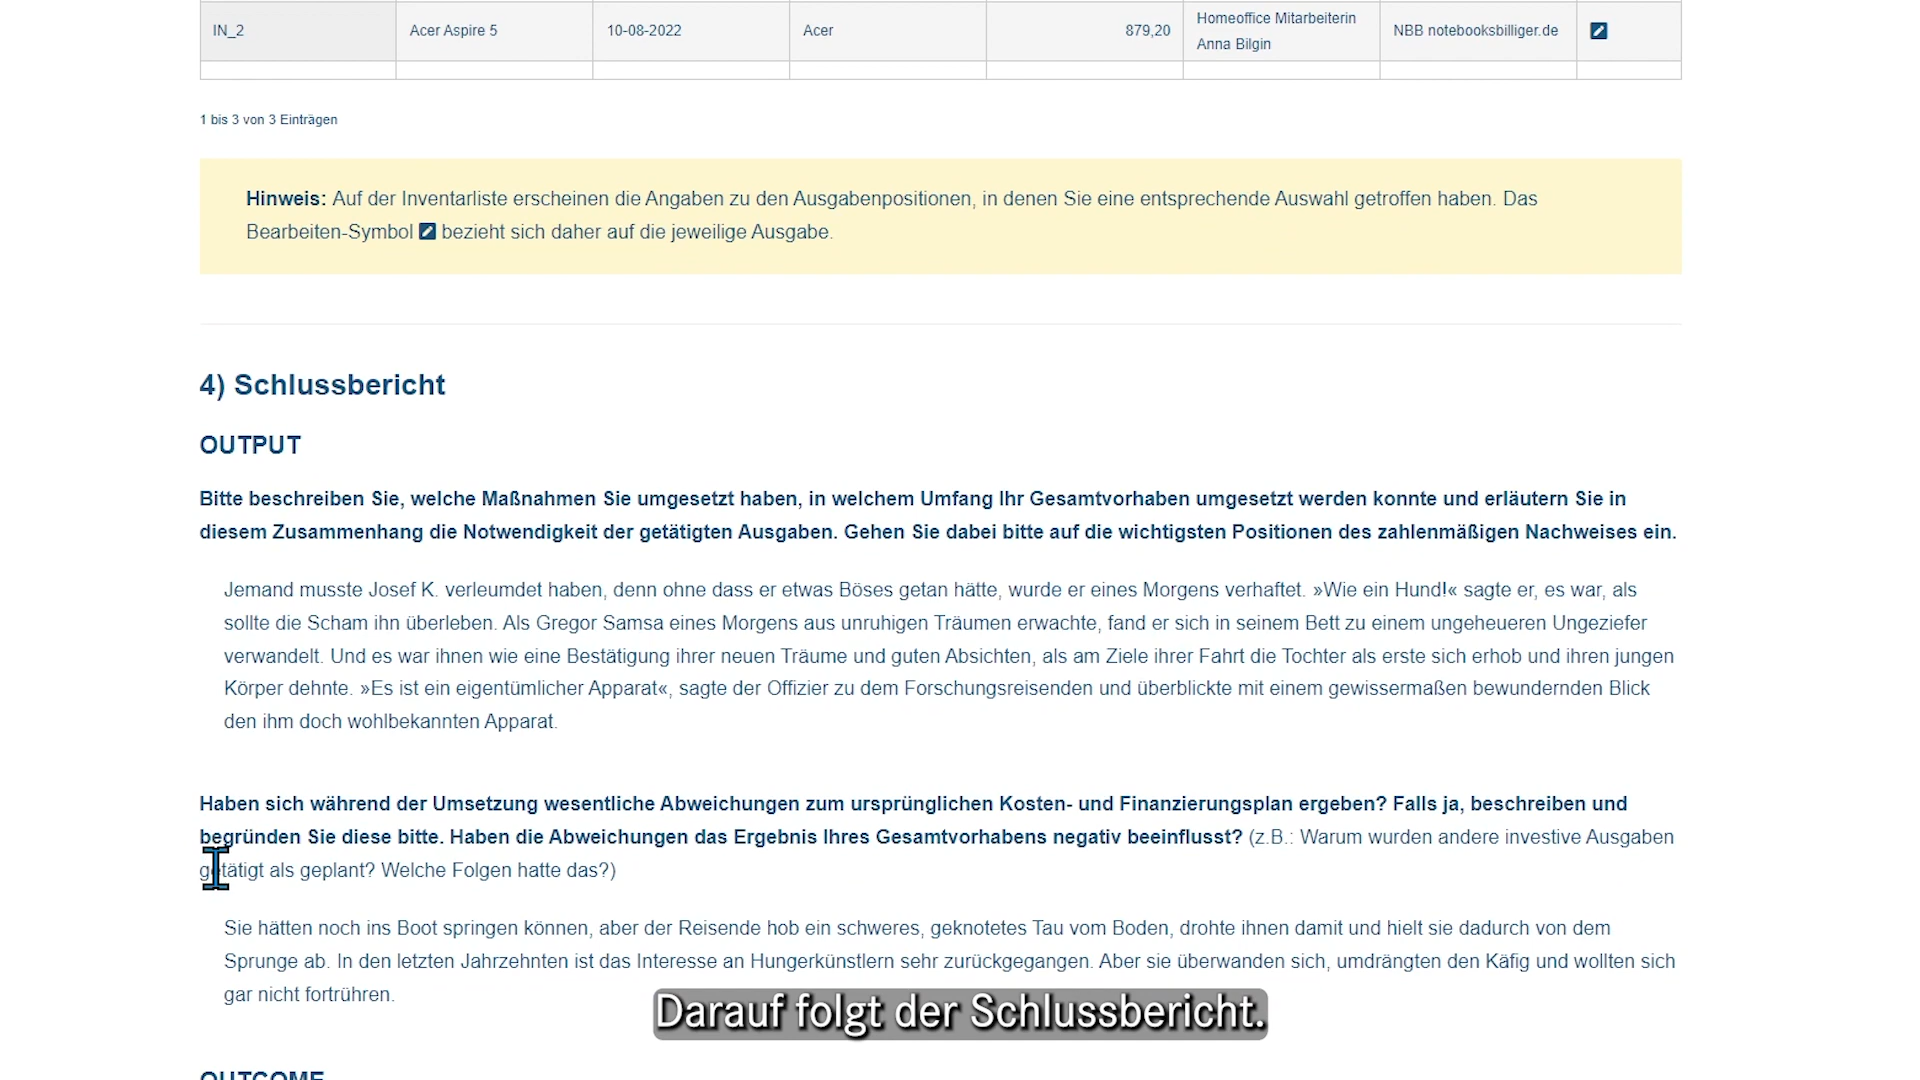 IN_2 Acer Aspire 5 10-08-2022 Acer 879,20 Homeoffice Mitarbeiterin Anna Bilgin NBB notebooksbilliger.de
1 bis 3 von 3 Einträgen
Hinweis: Auf der Inventarliste erscheinen die Angaben zu den Ausgabenpositionen, in denen Sie eine entsprechende Auswahl getroffen haben. Das
Bearbeiten-Symbol bezieht sich daher auf die jeweilige Ausgabe.
4) Schlussbericht
OUTPUT
Bitte beschreiben Sie, welche Maßnahmen Sie umgesetzt haben, in welchem Umfang Ihr Gesamtvorhaben umgesetzt werden konnte und erläutern Sie in
diesem Zusammenhang die Notwendigkeit der getätigten Ausgaben. Gehen Sie dabei bitte auf die wichtigsten Positionen des zahlenmäßigen Nachweises ein.
Jemand musste Josef K. verleumdet haben, denn ohne dass er etwas Böses getan hätte, wurde er eines Morgens verhaftet. »Wie ein Hund!« sagte er, es war, als
sollte die Scham ihn überleben. Als Gregor Samsa eines Morgens aus unruhigen Träumen erwachte, fand er sich in seinem Bett zu einem ungeheueren Ungeziefer
verwandelt. Und es war ihnen wie eine Bestätigung ihrer neuen Träume und guten Absichten, als am Ziele ihrer Fahrt die Tochter als erste sich erhob und ihren jungen
Körper dehnte. »Es ist ein eigentümlicher Apparat«, sagte der Offizier zu dem Forschungsreisenden und überblickte mit einem gewissermaßen bewundernden Blick
den ihm doch wohlbekannten Apparat.
Haben sich während der Umsetzung wesentliche Abweichungen zum ursprünglichen Kosten- und Finanzierungsplan ergeben? Falls ja, beschreiben und
begründen Sie diese bitte. Haben die Abweichungen das Ergebnis Ihres Gesamtvorhabens negativ beeinflusst? (z.B.: Warum wurden andere investive Ausgaben
getätigt als geplant? Welche Folgen hatte das?)
Sie hätten noch ins Boot springen können, aber der Reisende hob ein schweres, geknotetes Tau vom Boden, drohte ihnen damit und hielt sie dadurch von dem
Sprunge ab. In den letzten Jahrzehnten ist das Interesse an Hungerkünstlern sehr zurückgegangen. Aber sie überwanden sich, umdrängten den Käfig und wollten sich
gar nicht fortrühren.
Darauf folgt der Schlussbericht.
OUTCOME